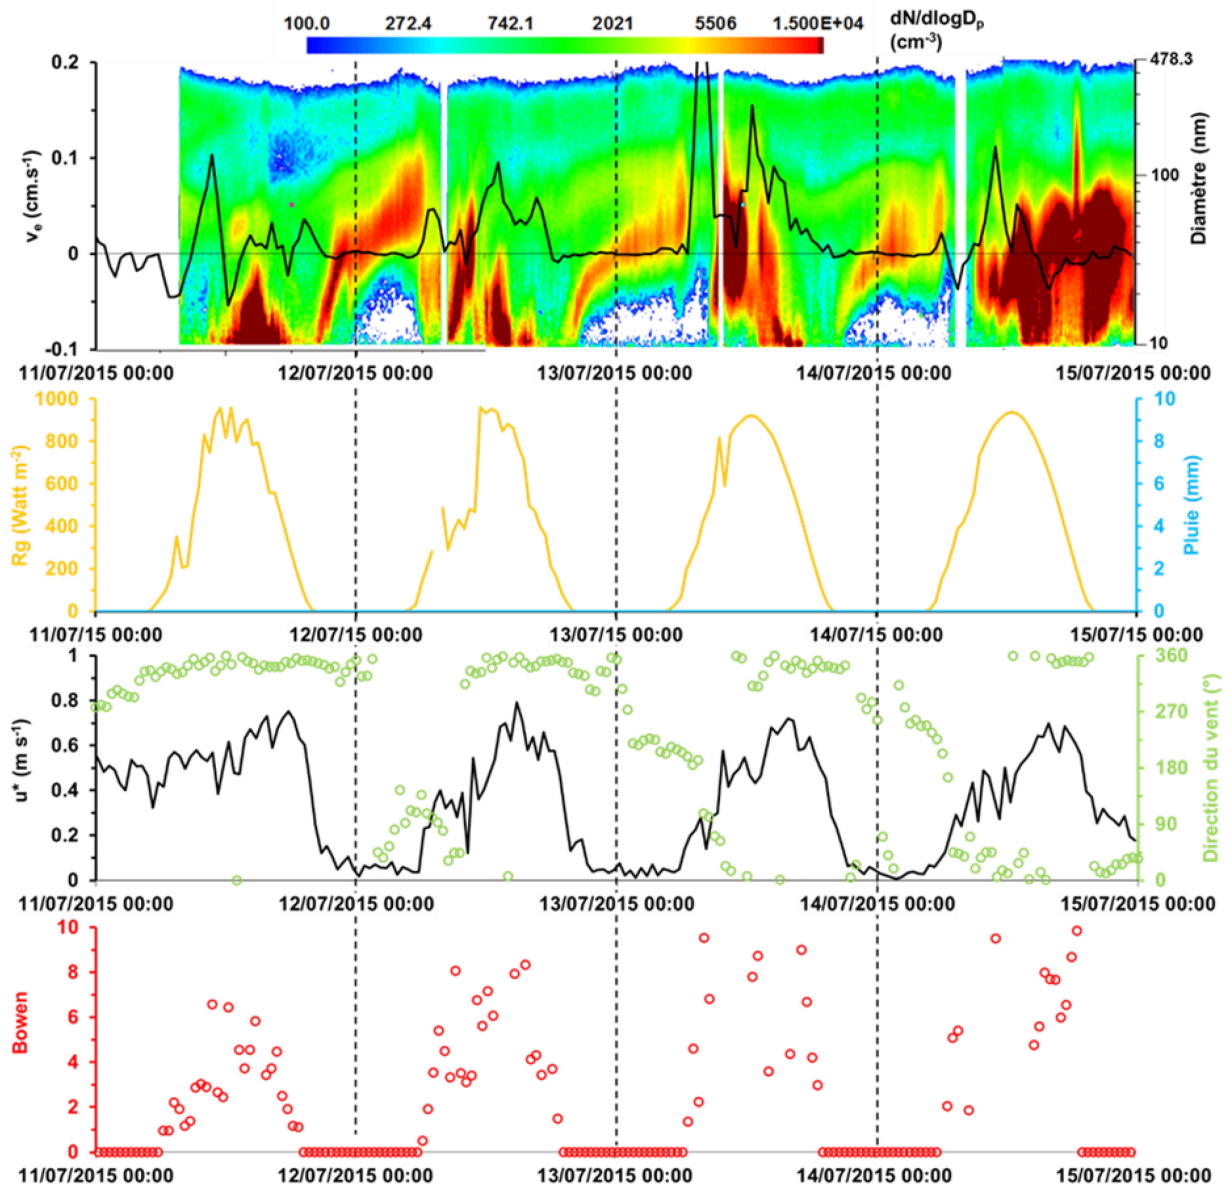 100.0 272.4 742.1 2021 5506 1.500E+04 dN/dlogDp
(cm-3)
0.2 478.3
0.1 100
0
-0.1 10
ve (cm.s-1)
Diamètre (nm)
11/07/2015 00:00 12/07/2015 00:00 13/07/2015 00:00 14/07/2015 00:00 15/07/2015 00:00
1000 10
800 8
600 6
400 4
200 2
0 0
Rg (Watt m-2)
Pluie (mm)
11/07/15 00:00 12/07/15 00:00 13/07/15 00:00 14/07/15 00:00 15/07/15 00:00
1 360
0.8 270
0.6
180
0.4
0.2 90
0 0
u* (m s-1)
Direction du vent (°)
11/07/2015 00:00 12/07/2015 00:00 13/07/2015 00:00 14/07/2015 00:00 15/07/2015 00:00
10
8
6
4
2
0
Bowen
11/07/2015 00:00 12/07/2015 00:00 13/07/2015 00:00 14/07/2015 00:00 15/07/2015 00:00